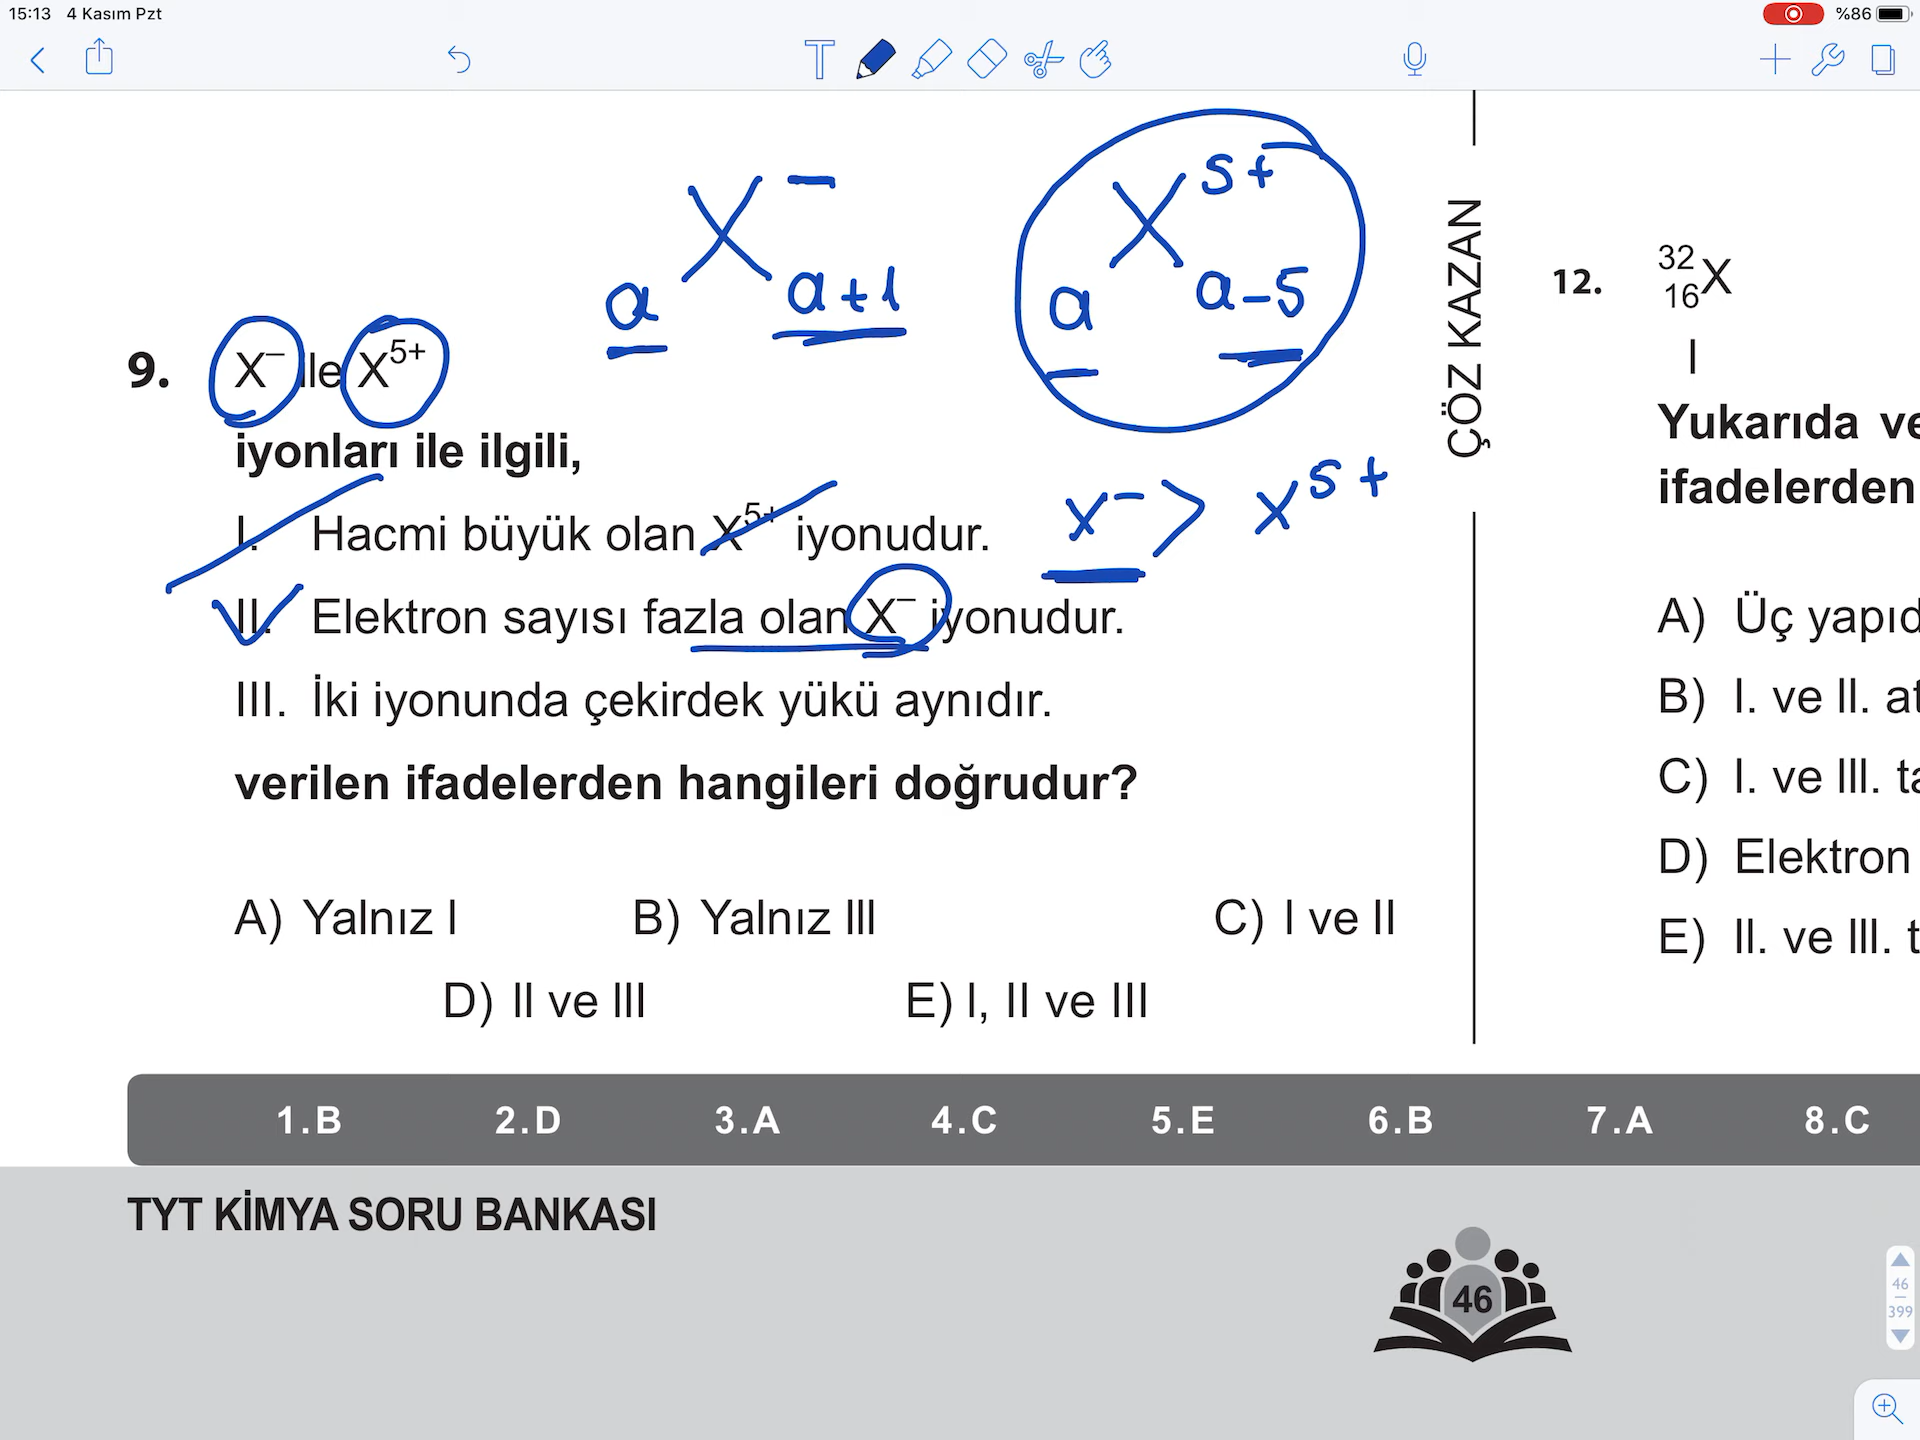 15:13 4 Kasım Pzt
%86
X⁻
a
a+1
X⁵⁺
a
a-5
9. X⁻ ile X⁵⁺
iyonları ile ilgili,
I. Hacmi büyük olan X⁵⁺ iyonudur.
x⁻ > x⁵⁺
II. Elektron sayısı fazla olan X⁻ iyonudur.
III. İki iyonunda çekirdek yükü aynıdır.
verilen ifadelerden hangileri doğrudur?
A) Yalnız I B) Yalnız III C) I ve II
D) II ve III E) I, II ve III
ÇÖZ KAZAN
12. ³²₁₆X
I
Yukarıda ve
ifadelerden
A) Üç yapıd
B) I. ve II. at
C) I. ve III. ta
D) Elektron
E) II. ve III. t
1.B 2.D 3.A 4.C 5.E 6.B 7.A 8.C
TYT KİMYA SORU BANKASI
46
46
399